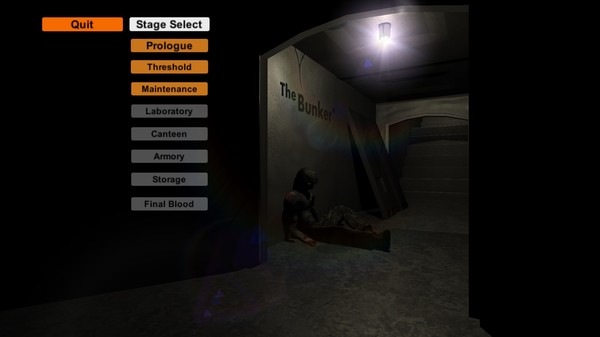 Quit
Stage Select
Prologue
Threshold
Maintenance
Laboratory
Canteen
Armory
Storage
Final Blood
The Bunker